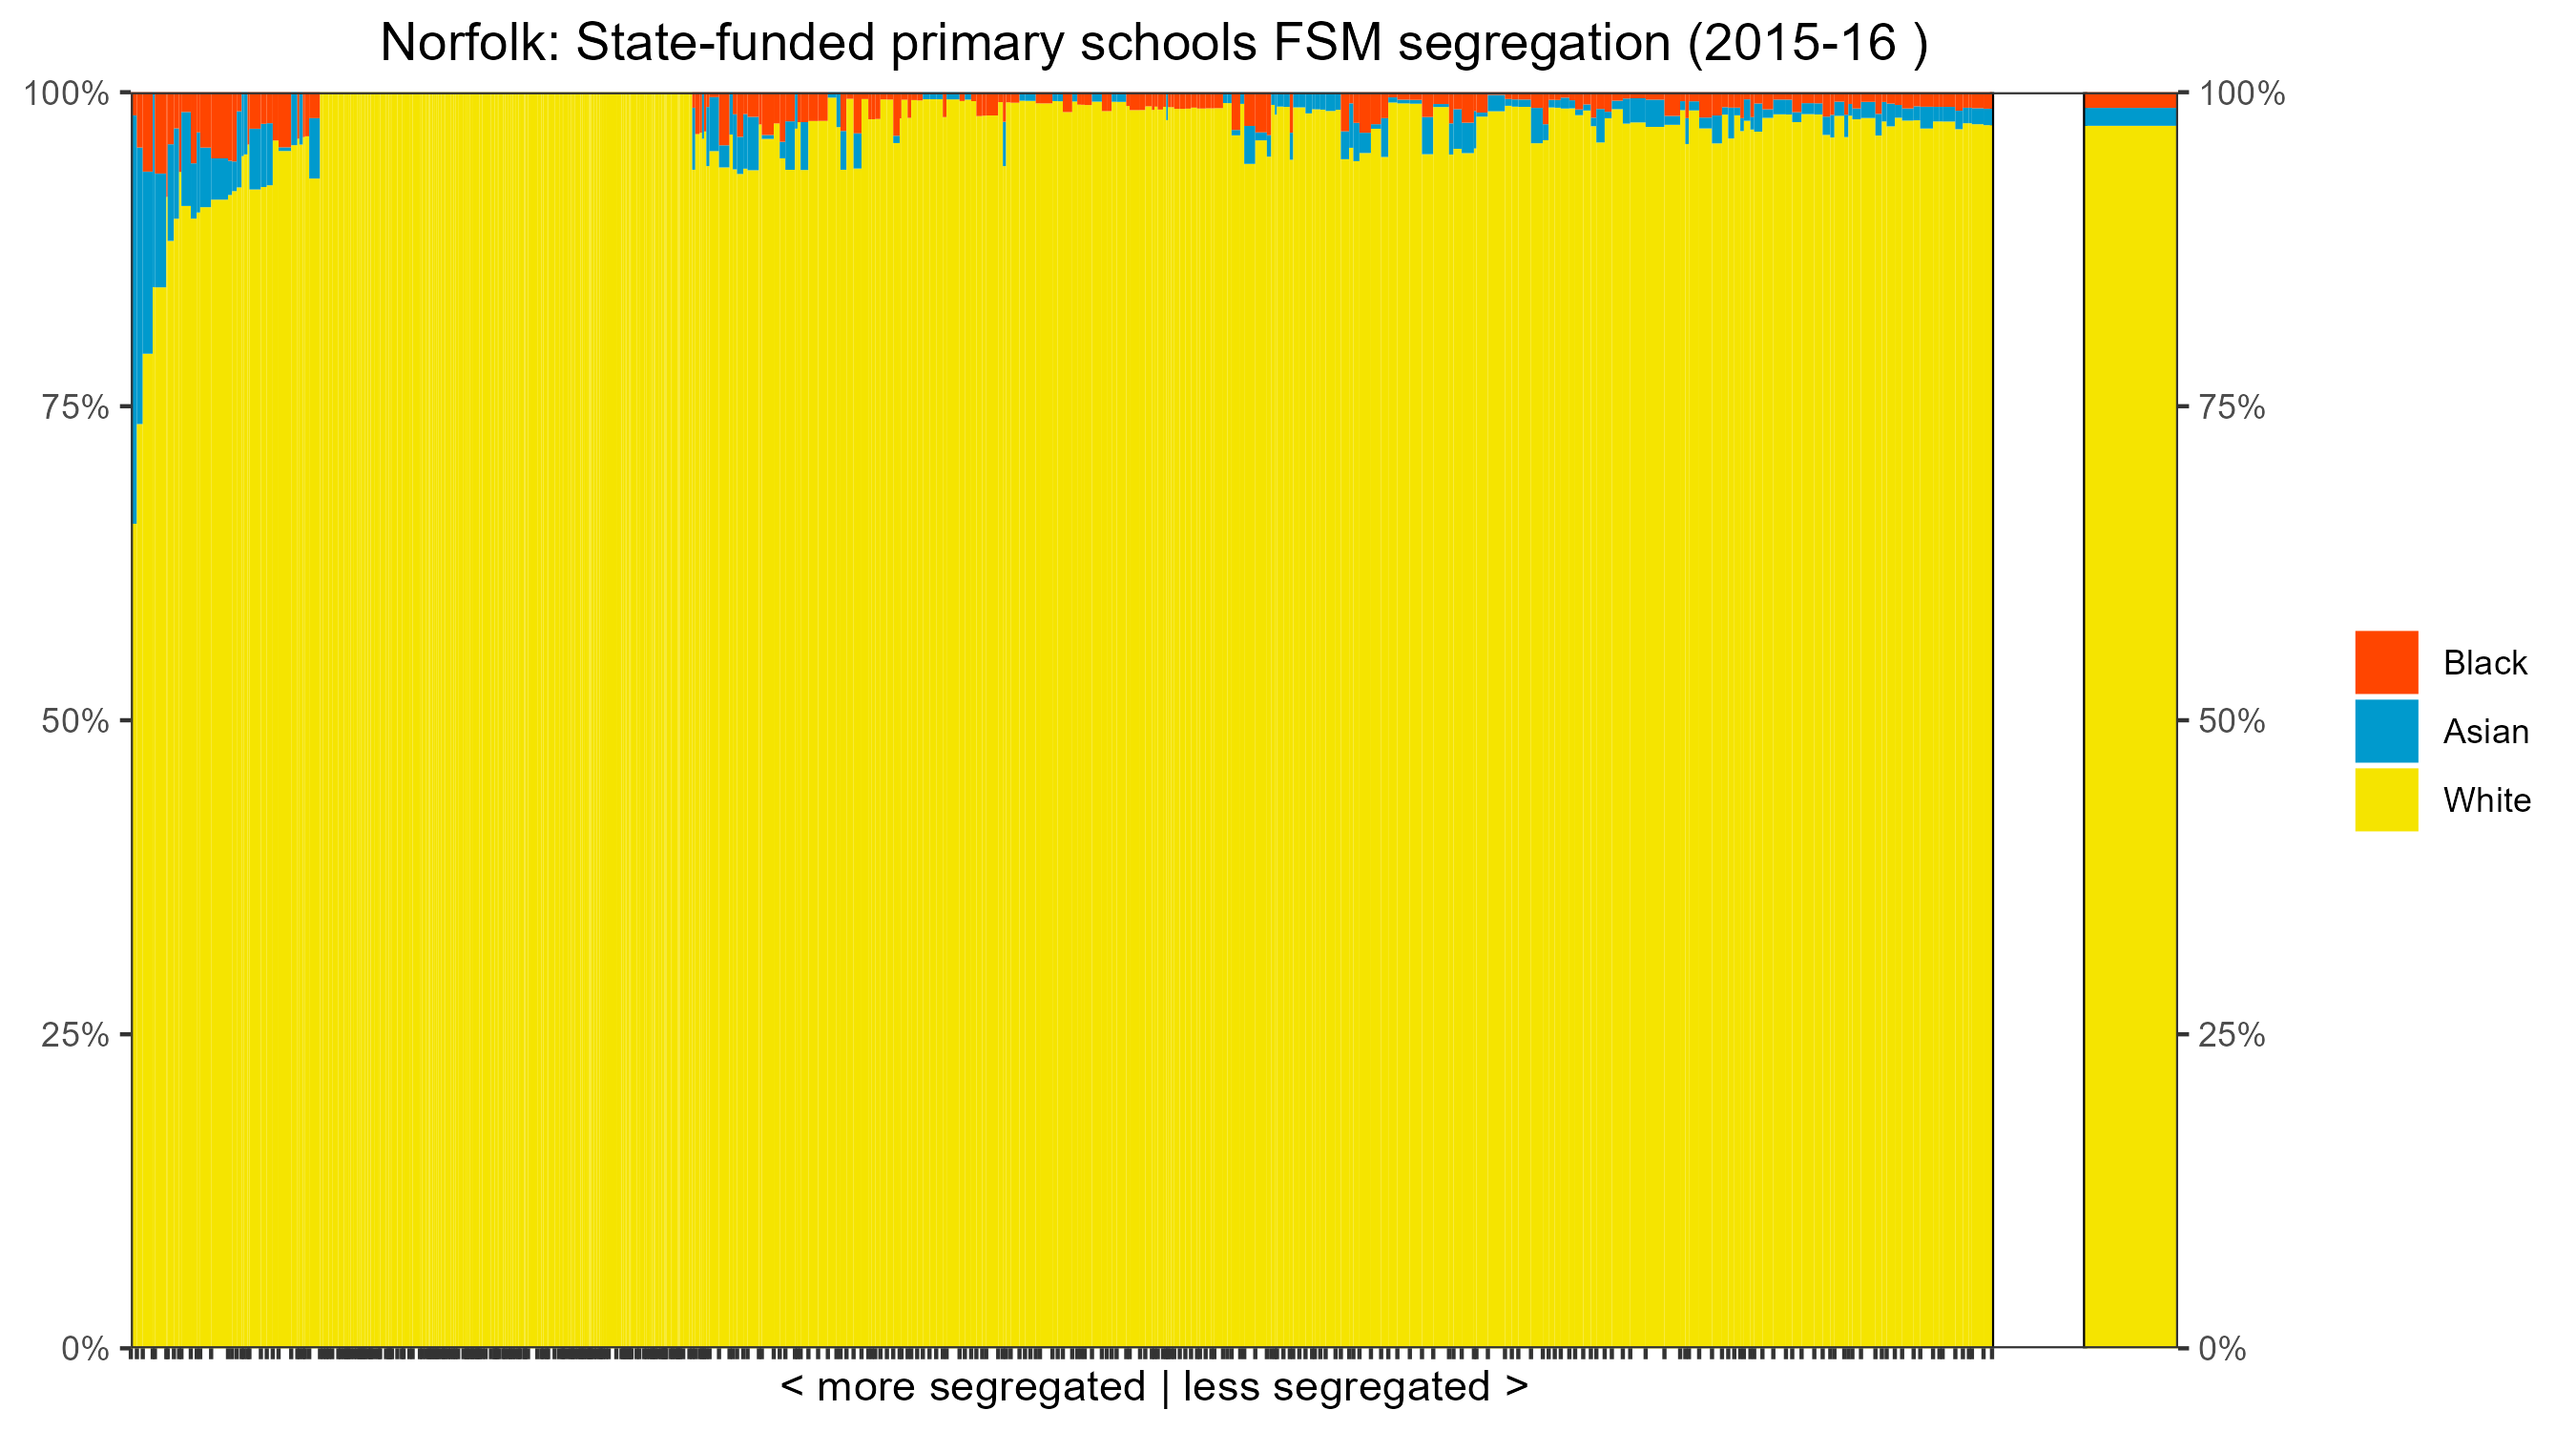 Norfolk: State-funded primary schools FSM segregation (2015-16 )
100%
75%
50%
25%
0%
100%
75%
50%
25%
0%
Black
Asian
White
< more segregated | less segregated >